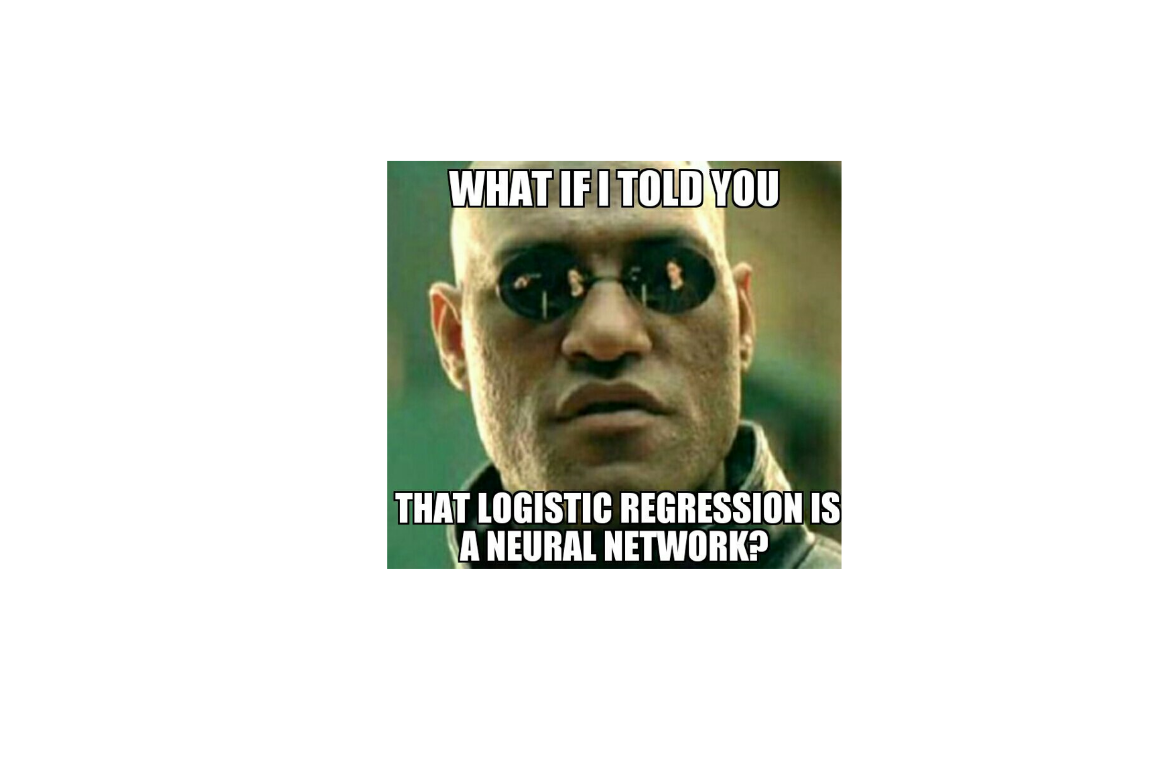 WHAT IF I TOLD YOU
THAT LOGISTIC REGRESSION IS
A NEURAL NETWORK?